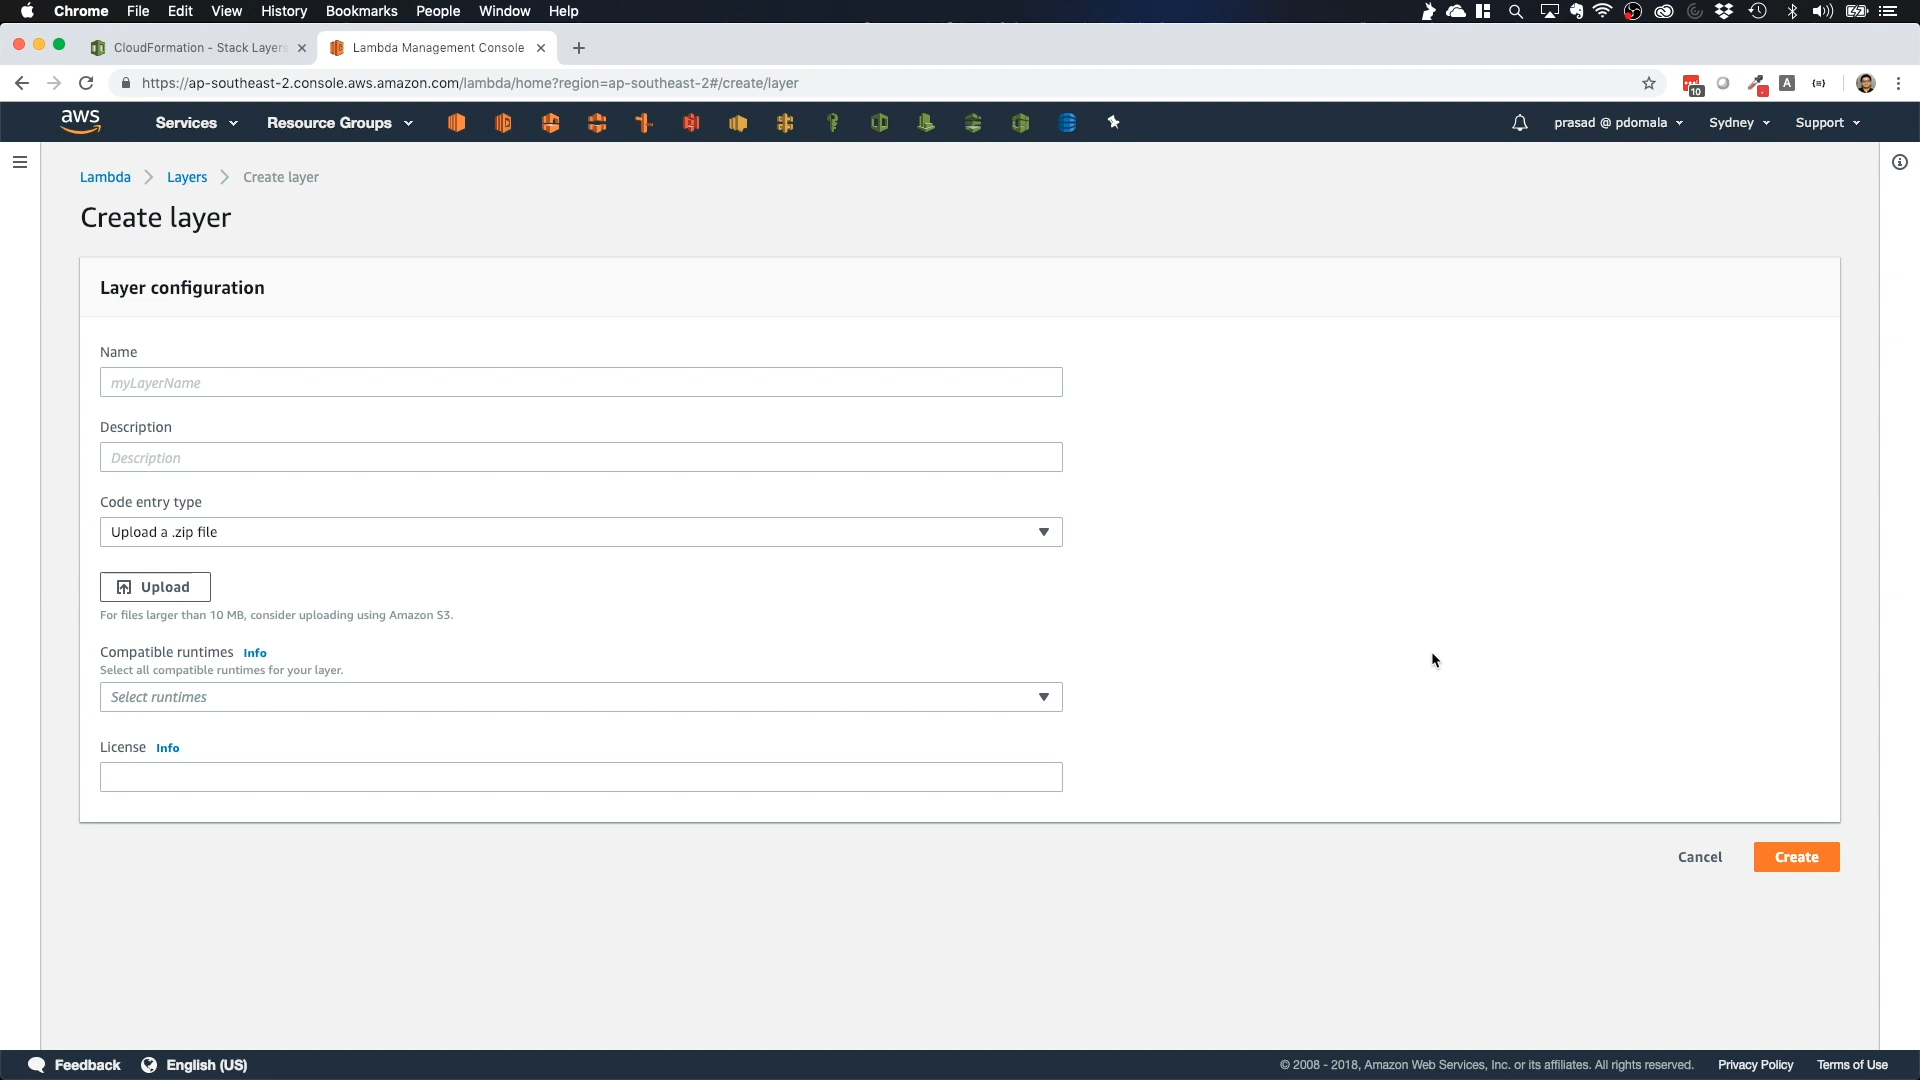 Chrome File Edit View History Bookmarks People Window Help
CloudFormation - Stack Layers
Lambda Management Console
https://ap-southeast-2.console.aws.amazon.com/lambda/home?region=ap-southeast-2#/create/layer
10
A
aws Services Resource Groups prasad @ pdomala Sydney Support
Lambda Layers Create layer
Create layer
Layer configuration
Name
myLayerName
Description
Description
Code entry type
Upload a .zip file
Upload
For files larger than 10 MB, consider uploading using Amazon S3.
Compatible runtimes Info
Select all compatible runtimes for your layer.
Select runtimes
License Info
Cancel Create
Feedback English (US) © 2008 - 2018, Amazon Web Services, Inc. or its affiliates. All rights reserved. Privacy Policy Terms of Use